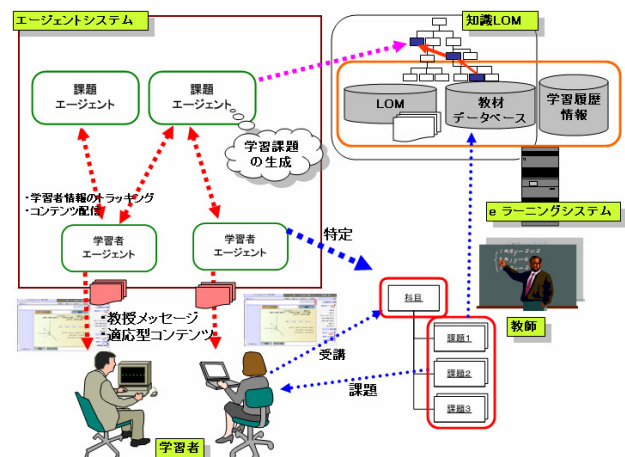 エージェントシステム
知識LOM
課題
エージェント
課題
エージェント
LOM
教材
データベース
学習履歴
情報
学習課題
の生成
・学習者情報のトラッキング
・コンテンツ配信
eラーニングシステム
学習者
エージェント
学習者
エージェント
特定
・教授メッセージ
・適応型コンテンツ
科目
教師
受講
課題1
課題
課題2
課題3
学習者